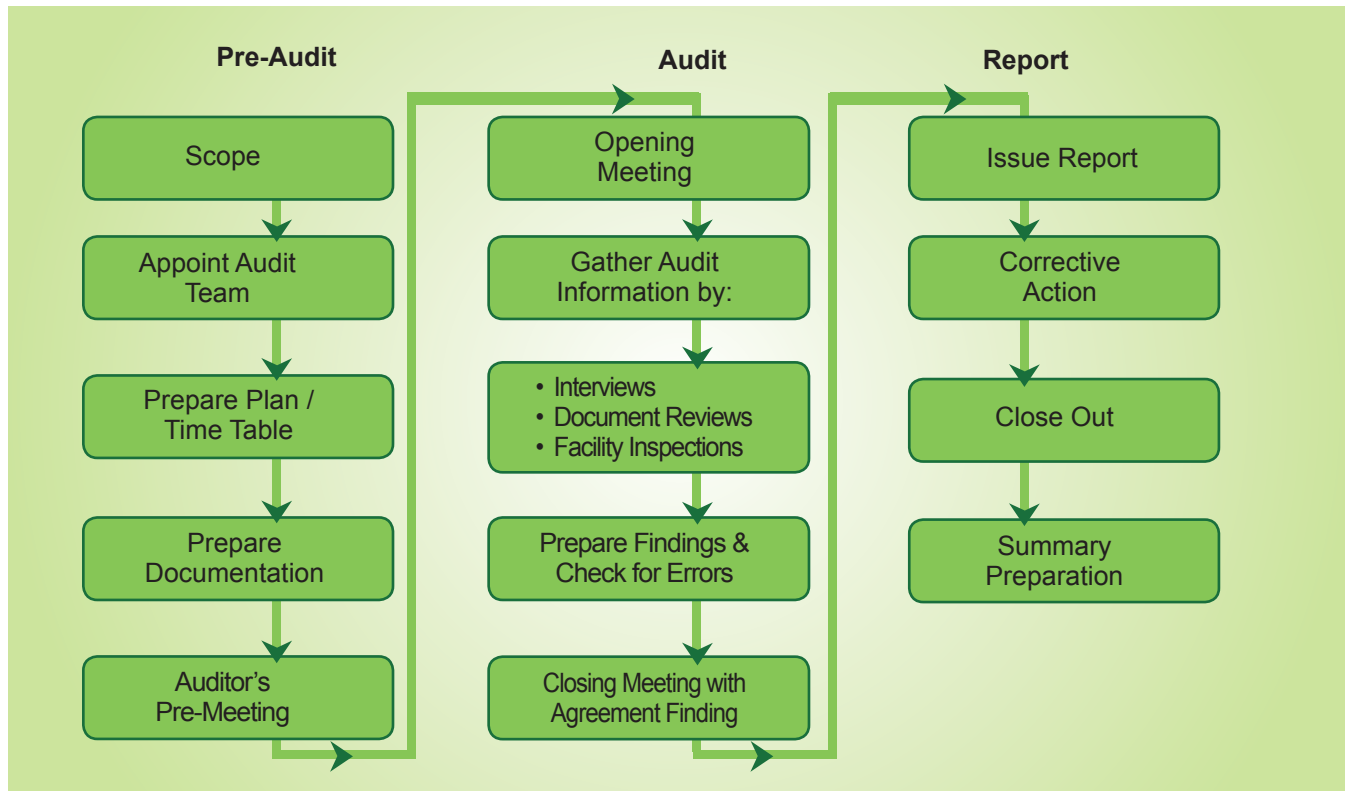 Pre-Audit
Scope
Appoint Audit
Team
Prepare Plan /
Time Table
Prepare
Documentation
Auditor’s
Pre-Meeting
Audit
Opening
Meeting
Gather Audit
Information by:
• Interviews
• Document Reviews
• Facility Inspections
Prepare Findings &
Check for Errors
Closing Meeting with
Agreement Finding
Report
Issue Report
Corrective
Action
Close Out
Summary
Preparation